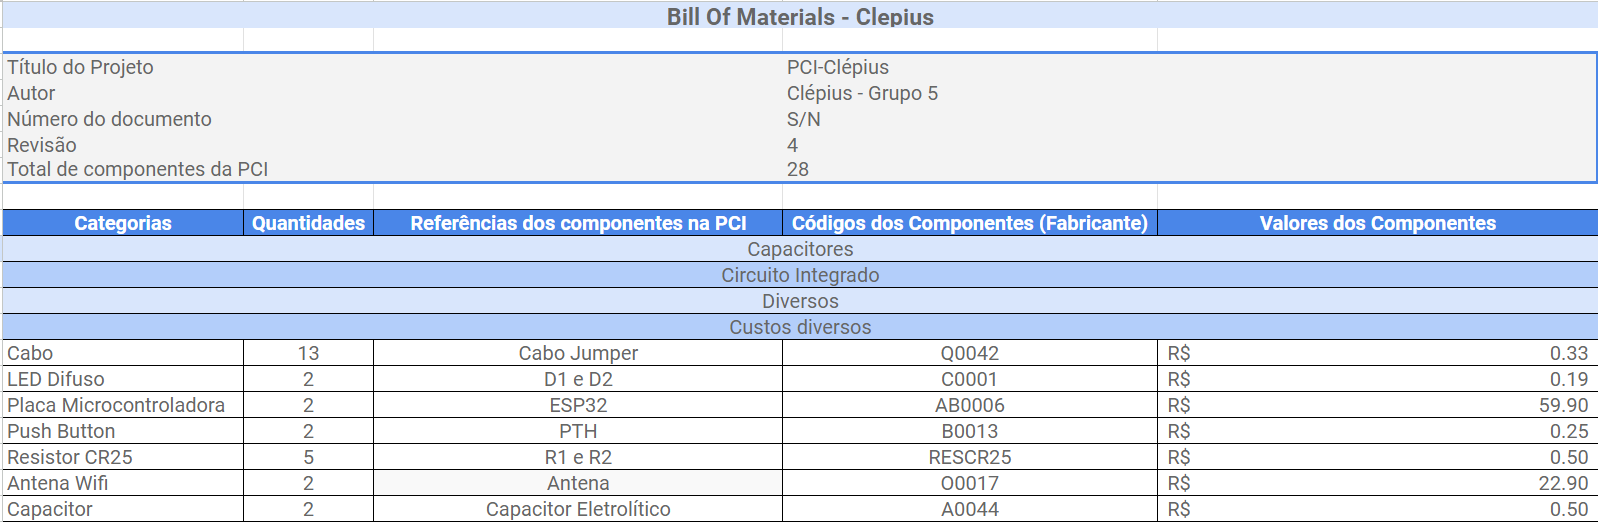 Bill Of Materials - Clepius
Título do Projeto PCI-Clépius
Autor Clépius - Grupo 5
Número do documento S/N
Revisão 4
Total de componentes da PCI 28
Categorias Quantidades Referências dos componentes na PCI Códigos dos Componentes (Fabricante) Valores dos Componentes
Capacitores
Circuito Integrado
Diversos
Custos diversos
Cabo 13 Cabo Jumper Q0042 R$ 0.33
LED Difuso 2 D1 e D2 C0001 R$ 0.19
Placa Microcontroladora 2 ESP32 AB0006 R$ 59.90
Push Button 2 PTH B0013 R$ 0.25
Resistor CR25 5 R1 e R2 RESCR25 R$ 0.50
Antena Wifi 2 Antena O0017 R$ 22.90
Capacitor 2 Capacitor Eletrolítico A0044 R$ 0.50